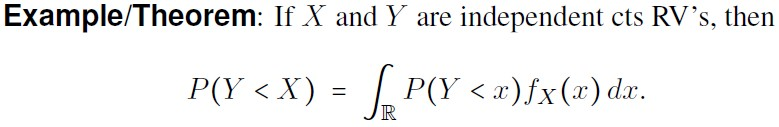 Example/Theorem: If X and Y are independent cts RV's, then
P(Y < X) = ∫_ℝ P(Y < x) f_X(x) dx.